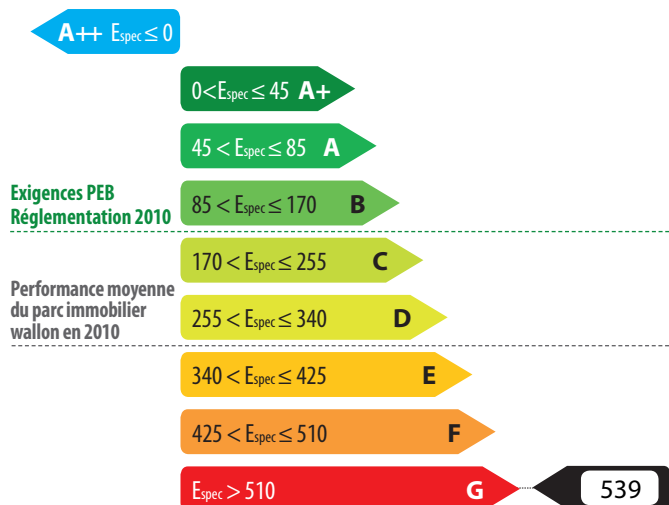 A++ Espec ≤ 0
0<Espec ≤ 45 A+
45 < Espec ≤ 85 A
Exigences PEB
Réglementation 2010
85 < Espec ≤ 170 B
170 < Espec ≤ 255 C
Performance moyenne
du parc immobilier
wallon en 2010
255 < Espec ≤ 340 D
340 < Espec ≤ 425 E
425 < Espec ≤ 510 F
Espec > 510 G 539